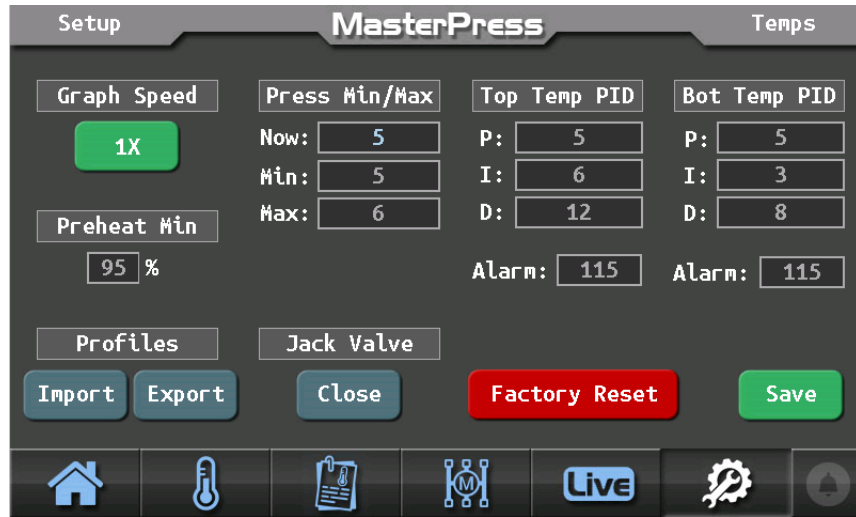 Setup
MasterPress
Temps
Graph Speed
1X
Preheat Min
95 %
Profiles
Import
Export
Press Min/Max
Now: 5
Min: 5
Max: 6
Jack Valve
Close
Top Temp PID
P: 5
I: 6
D: 12
Alarm: 115
Bot Temp PID
P: 5
I: 3
D: 8
Alarm: 115
Factory Reset
Save
M
Live